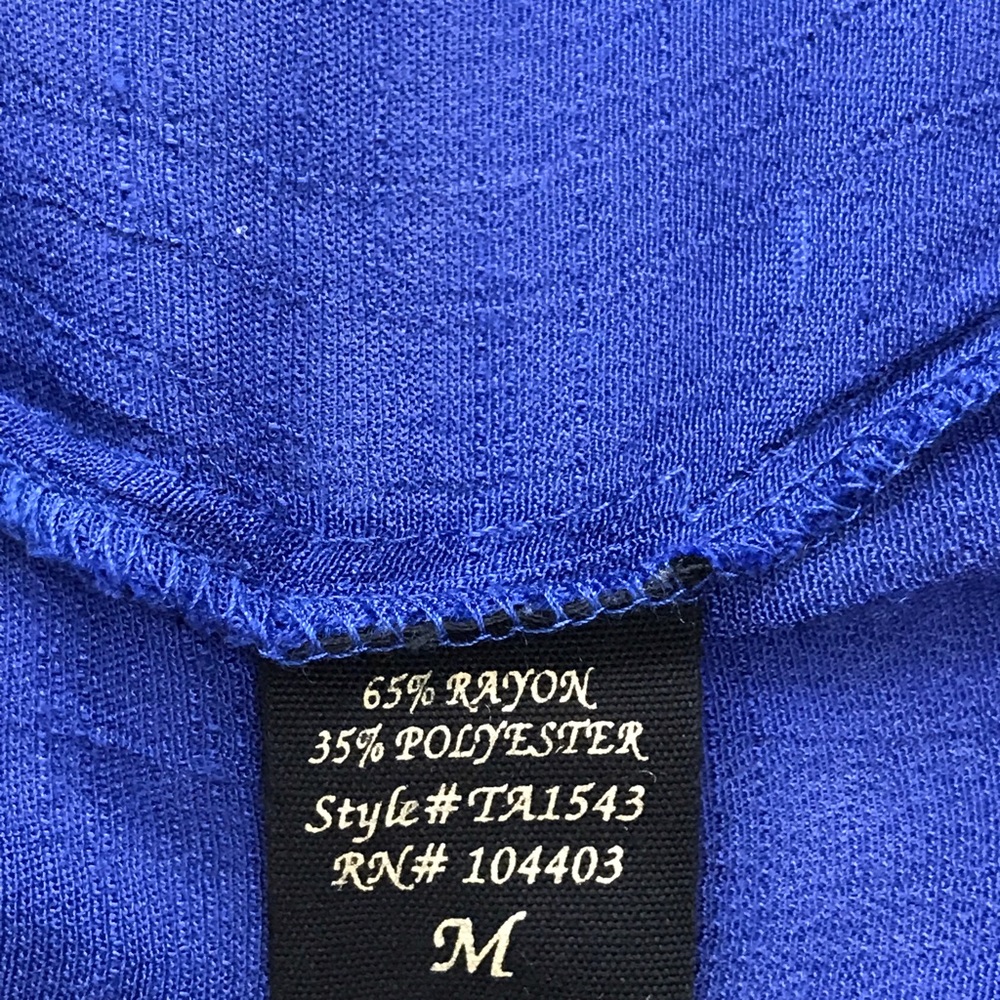 65% RAYON
35% POLYESTER
Style# TA1543
RN# 104403
M